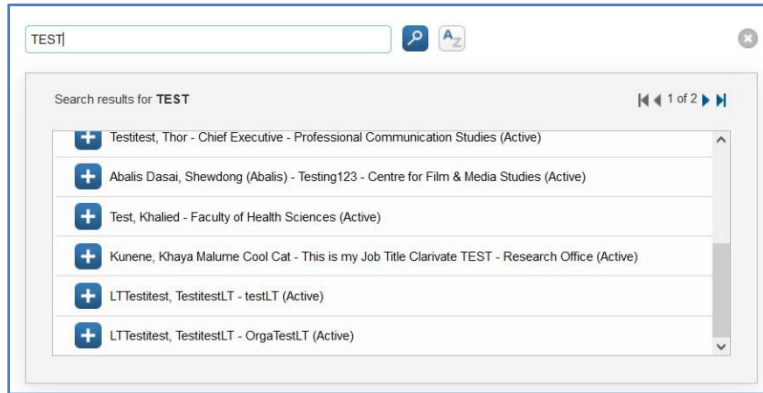 TEST
AZ
Search results for TEST
1 of 2
Testitest, Thor - Chief Executive - Professional Communication Studies (Active)
Abalis Dasai, Shewdong (Abalis) - Testing123 - Centre for Film & Media Studies (Active)
Test, Khalied - Faculty of Health Sciences (Active)
Kunene, Khaya Malume Cool Cat - This is my Job Title Clarivate TEST - Research Office (Active)
LTTestitest, TestitestLT - testLT (Active)
LTTestitest, TestitestLT - OrgaTestLT (Active)